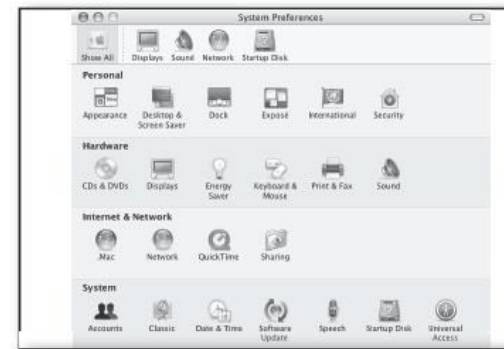 System Preferences
Show All Displays Sound Network Startup Disk
Personal
Appearance Desktop & Screen Saver Dock Exposé International Security
Hardware
CDs & DVDs Displays Energy Saver Keyboard & Mouse Print & Fax Sound
Internet & Network
.Mac Network QuickTime Sharing
System
Accounts Classic Date & Time Software Update Speech Startup Disk Universal Access